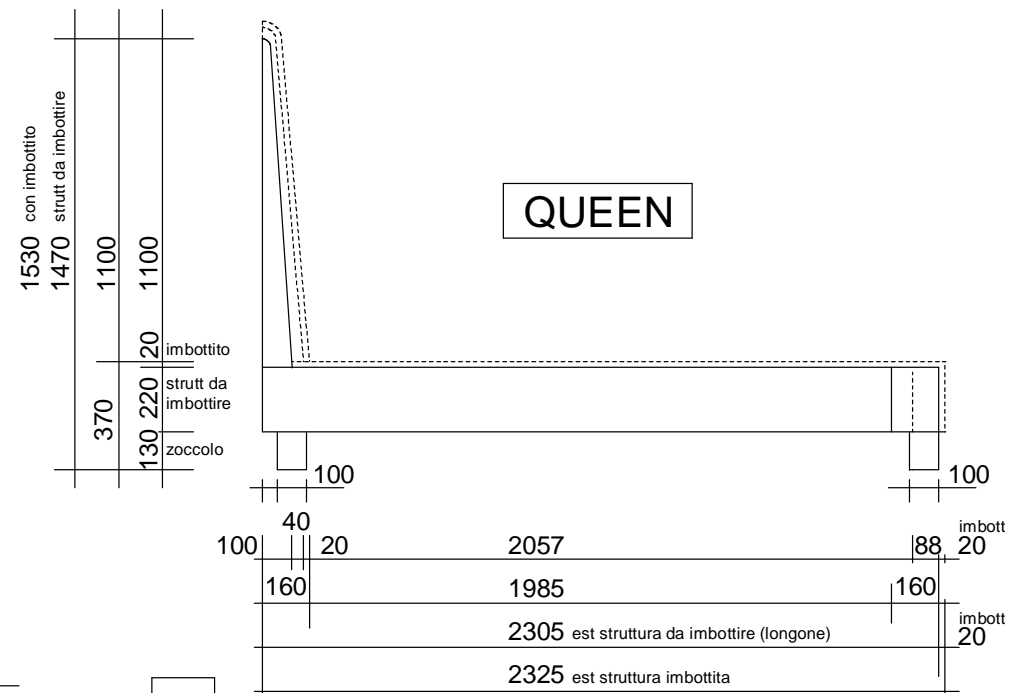 QUEEN
1530 con imbottito
1470 strutt da imbottire
1100
1100
20 imbottito
220 strutt da
imbottire
370
130 zoccolo
100
100
40
imbott
100
20
2057
88
20
160
1985
160
imbott
2305 est struttura da imbottire (longone)
20
2325 est struttura imbottita